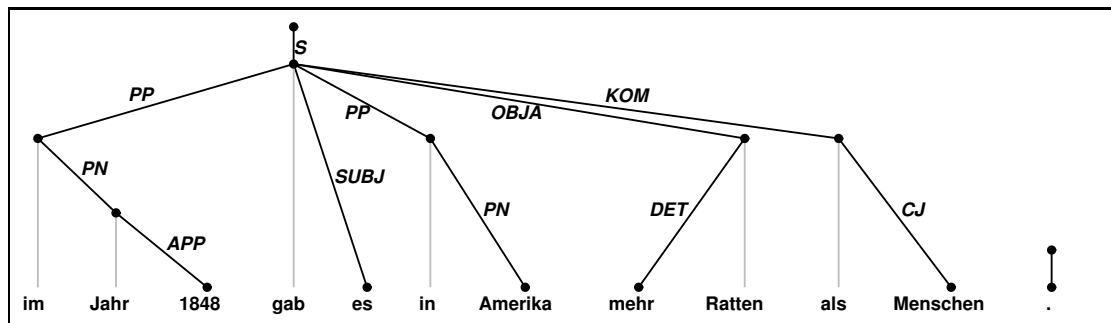 S
PP PP OBJA KOM
PN SUBJ PN DET CJ
APP
im Jahr 1848 gab es in Amerika mehr Ratten als Menschen .